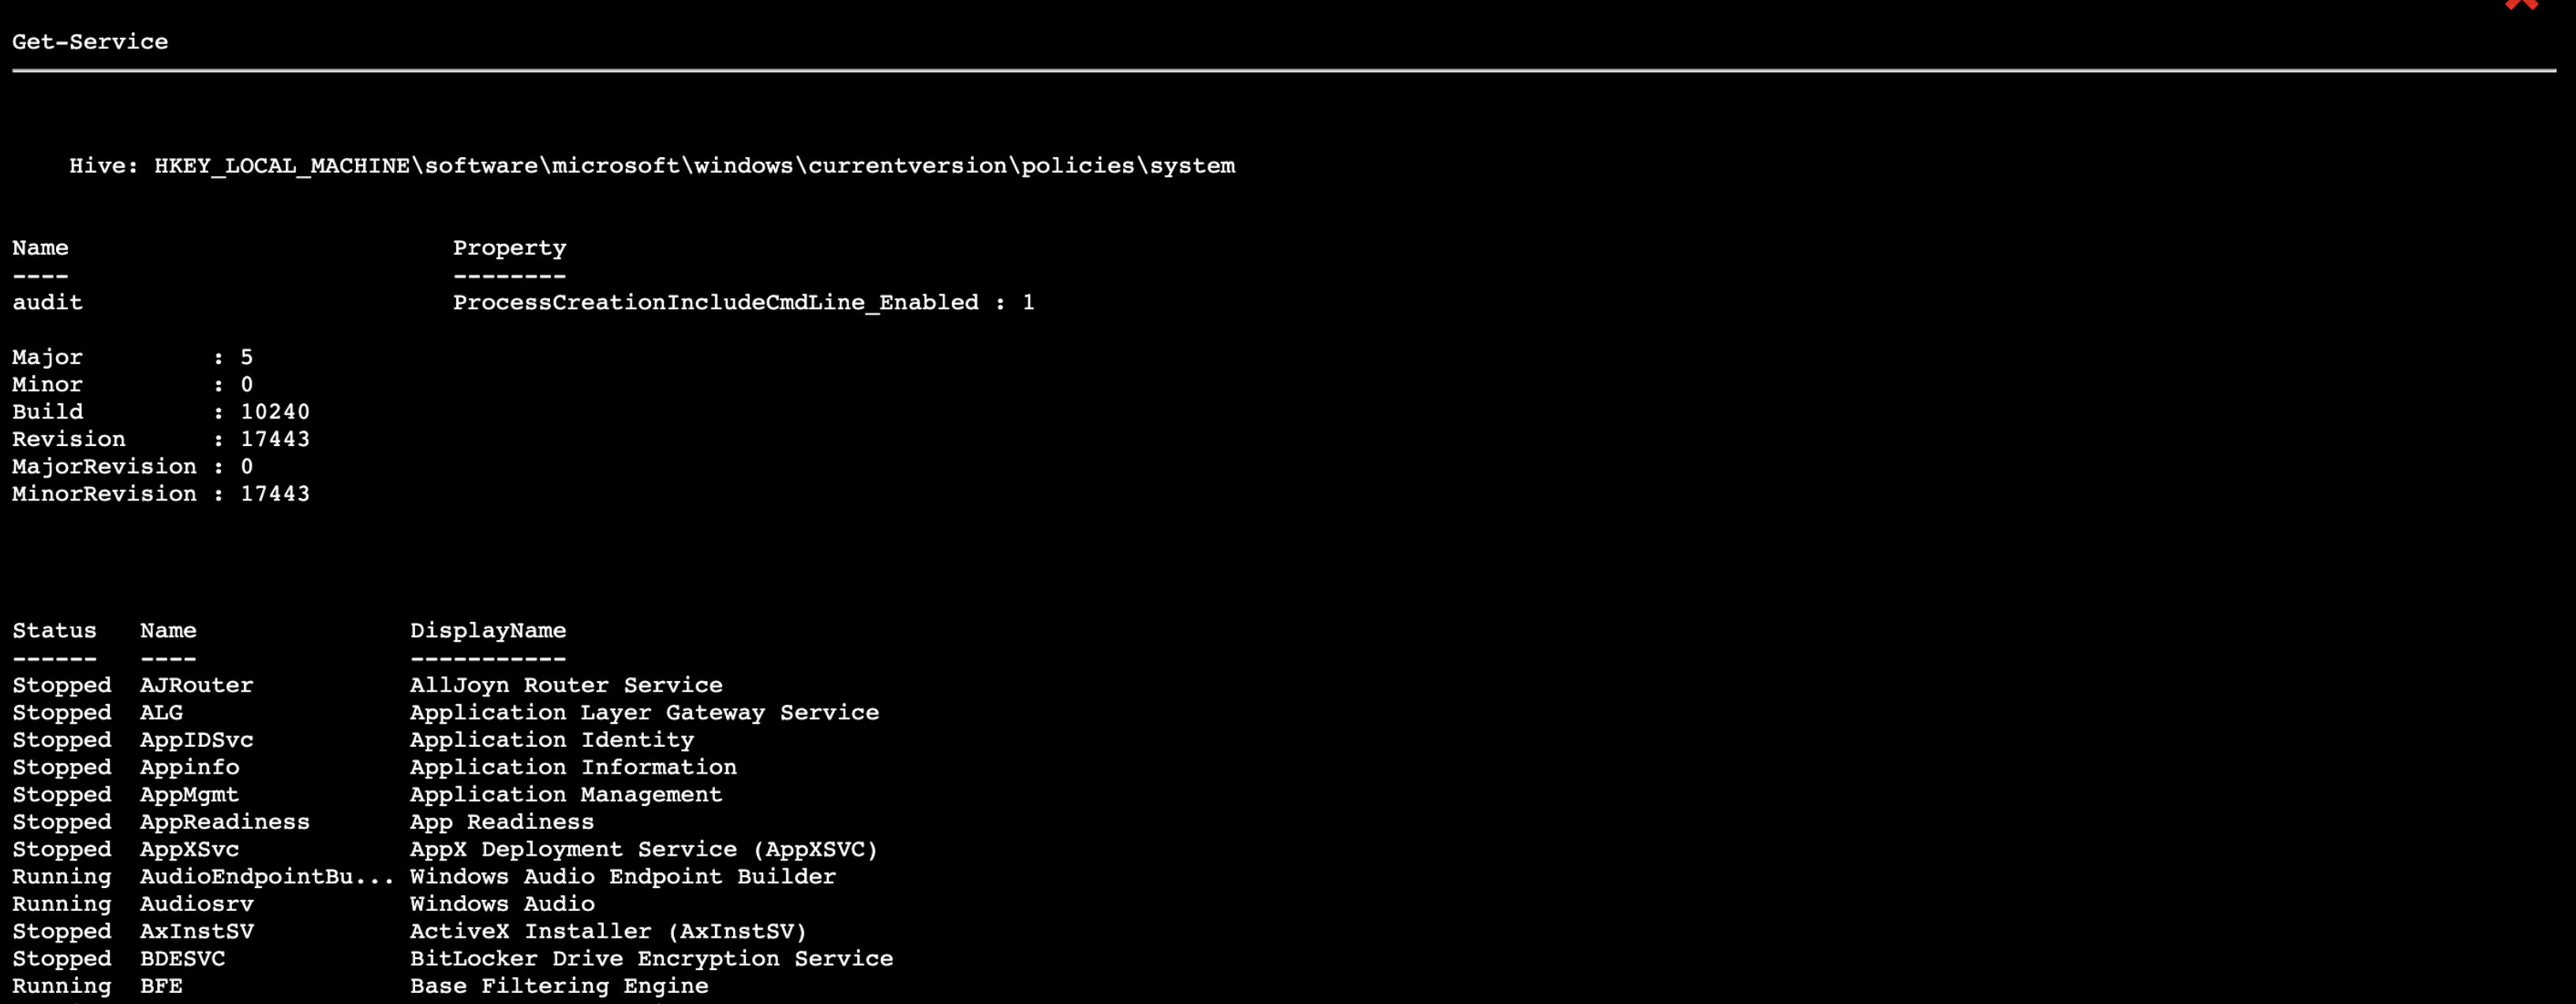 Get-Service
Hive: HKEY_LOCAL_MACHINE\software\microsoft\windows\currentversion\policies\system
Name                           Property
----                           --------
audit                          ProcessCreationIncludeCmdLine_Enabled : 1
Major         : 5
Minor         : 0
Build         : 10240
Revision      : 17443
MajorRevision : 0
MinorRevision : 17443
Status   Name               DisplayName
------   ----               -----------
Stopped  AJRouter           AllJoyn Router Service
Stopped  ALG                Application Layer Gateway Service
Stopped  AppIDSvc           Application Identity
Stopped  Appinfo            Application Information
Stopped  AppMgmt            Application Management
Stopped  AppReadiness       App Readiness
Stopped  AppXSvc            AppX Deployment Service (AppXSVC)
Running  AudioEndpointBu... Windows Audio Endpoint Builder
Running  Audiosrv           Windows Audio
Stopped  AxInstSV           ActiveX Installer (AxInstSV)
Stopped  BDESVC             BitLocker Drive Encryption Service
Running  BFE                Base Filtering Engine